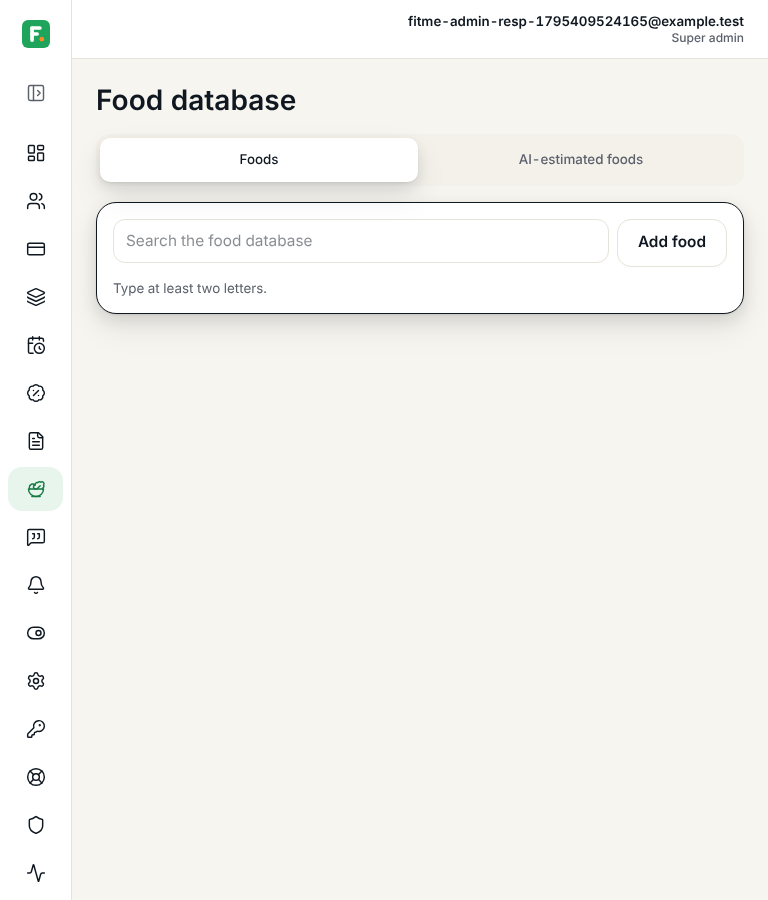 F.
fitme-admin-resp-1795409524165@example.test
Super admin
Food database
Foods
AI-estimated foods
Search the food database
Add food
Type at least two letters.